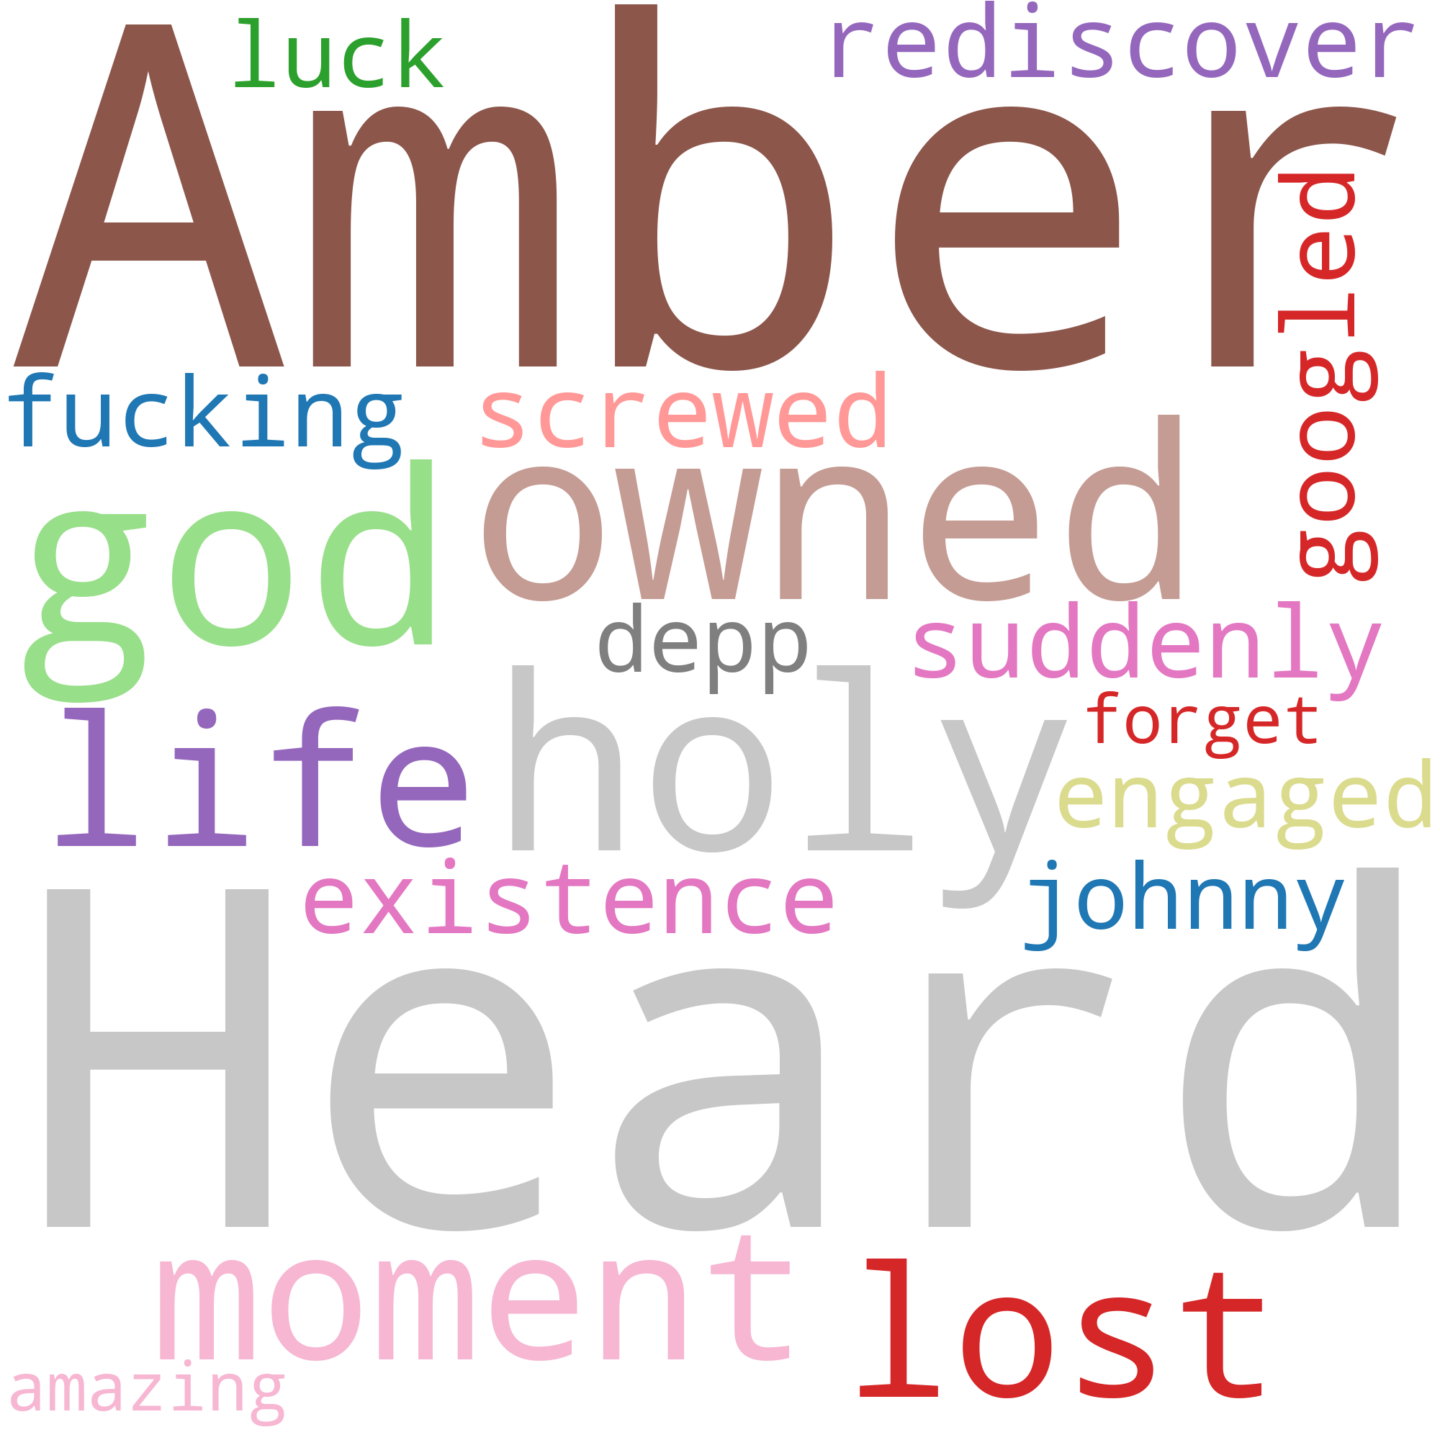 luck
rediscover
Amber
googled
fucking
screwed
god
owned
depp
suddenly
life
holy
forget
engaged
existence
johnny
Heard
moment
lost
amazing